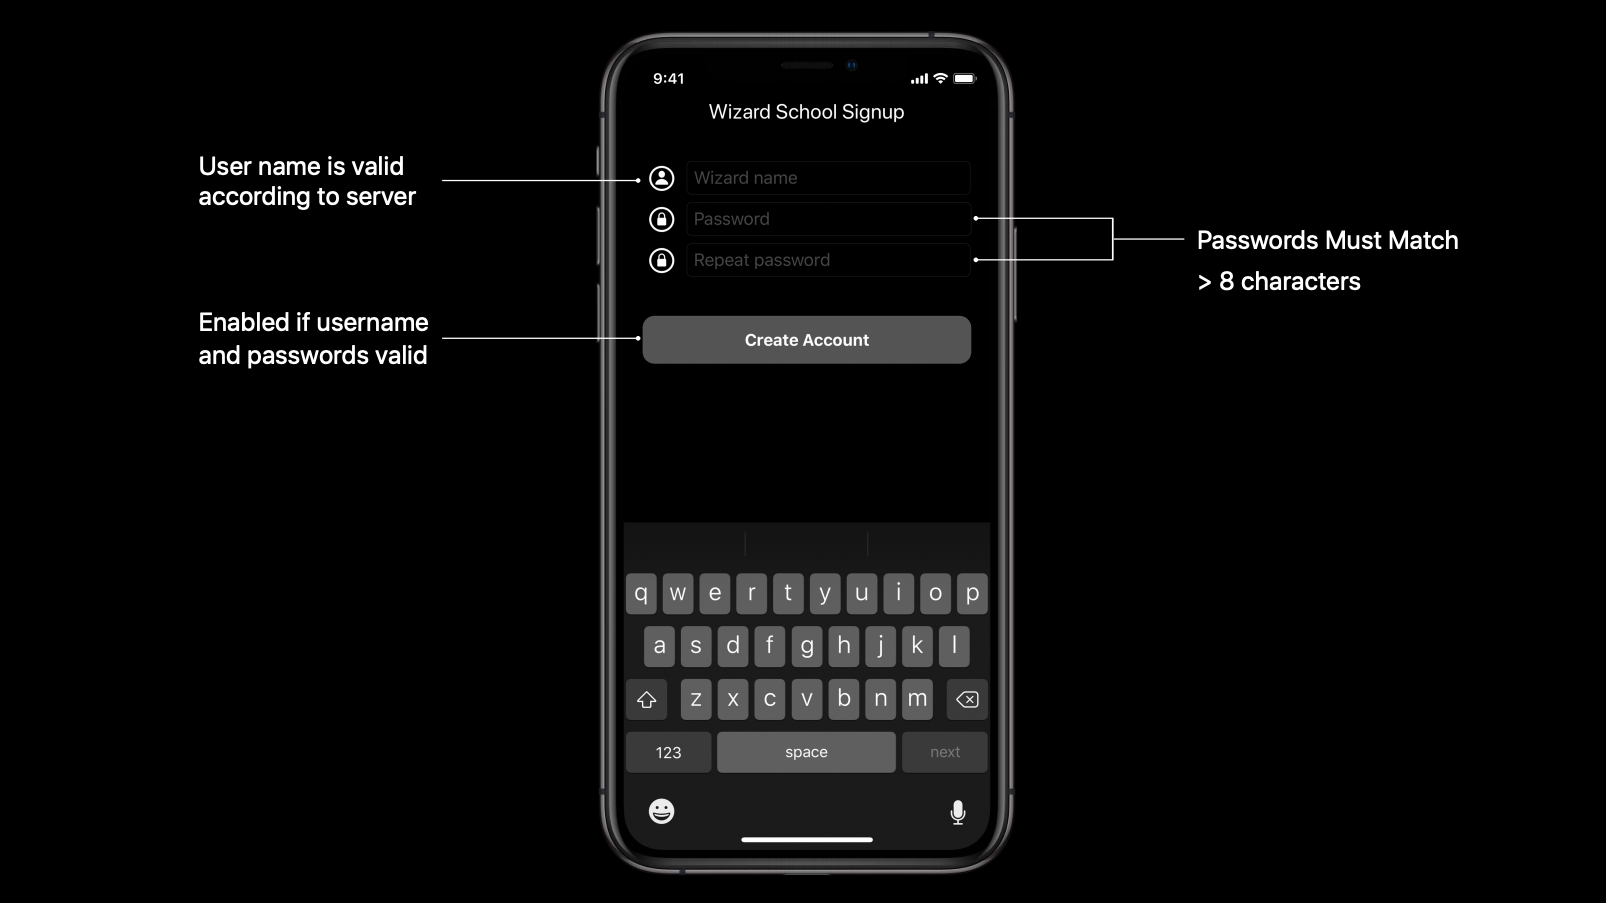 9:41
Wizard School Signup
User name is valid
according to server
Wizard name
Password
Repeat password
Passwords Must Match
> 8 characters
Enabled if username
and passwords valid
Create Account
q w e r t y u i o p
a s d f g h j k l
z x c v b n m
123 space next